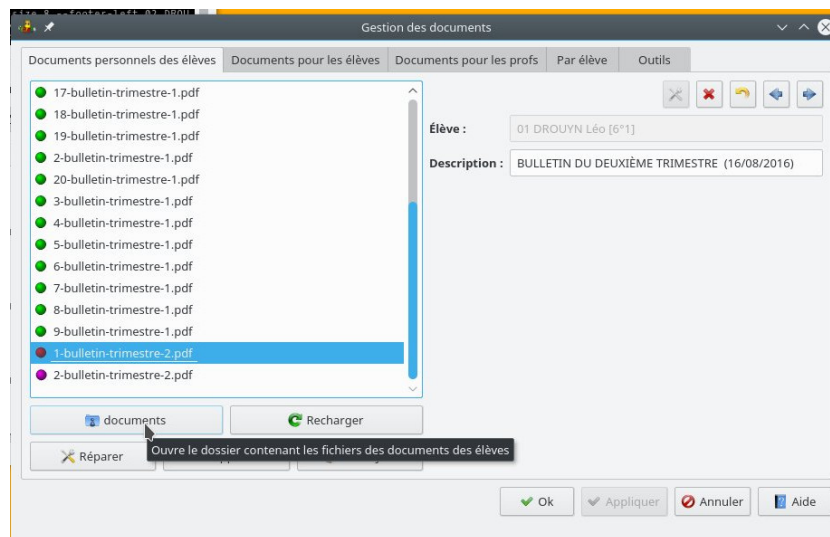 Gestion des documents
Documents personnels des élèves Documents pour les élèves Documents pour les profs Par élève Outils
17-bulletin-trimestre-1.pdf
18-bulletin-trimestre-1.pdf
19-bulletin-trimestre-1.pdf
2-bulletin-trimestre-1.pdf
20-bulletin-trimestre-1.pdf
3-bulletin-trimestre-1.pdf
4-bulletin-trimestre-1.pdf
5-bulletin-trimestre-1.pdf
6-bulletin-trimestre-1.pdf
7-bulletin-trimestre-1.pdf
8-bulletin-trimestre-1.pdf
9-bulletin-trimestre-1.pdf
1-bulletin-trimestre-2.pdf
2-bulletin-trimestre-2.pdf
Élève : 01 DROUYN Léo [6°1]
Description : BULLETIN DU DEUXIÈME TRIMESTRE (16/08/2016)
documents Recharger
Réparer
Ouvre le dossier contenant les fichiers des documents des élèves
Ok Appliquer Annuler Aide